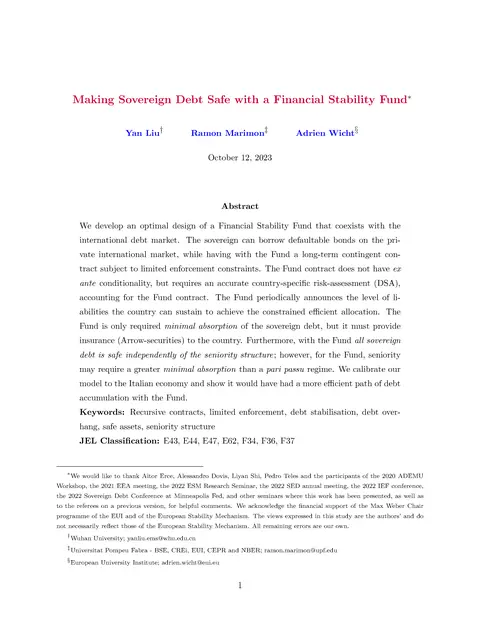 Making Sovereign Debt Safe with a Financial Stability Fund*
Yan Liu† Ramon Marimon‡ Adrien Wicht§
October 12, 2023
Abstract
We develop an optimal design of a Financial Stability Fund that coexists with the
international debt market. The sovereign can borrow defaultable bonds on the pri-
vate international market, while having with the Fund a long-term contingent con-
tract subject to limited enforcement constraints. The Fund contract does not have ex
ante conditionality, but requires an accurate country-specific risk-assessment (DSA),
accounting for the Fund contract. The Fund periodically announces the level of li-
abilities the country can sustain to achieve the constrained efficient allocation. The
Fund is only required minimal absorption of the sovereign debt, but it must provide
insurance (Arrow-securities) to the country. Furthermore, with the Fund all sovereign
debt is safe independently of the seniority structure; however, for the Fund, seniority
may require a greater minimal absorption than a pari passu regime. We calibrate our
model to the Italian economy and show it would have had a more efficient path of debt
accumulation with the Fund.
Keywords: Recursive contracts, limited enforcement, debt stabilisation, debt over-
hang, safe assets, seniority structure
JEL Classification: E43, E44, E47, E62, F34, F36, F37
*We would like to thank Aitor Erce, Alessandro Dovis, Liyan Shi, Pedro Teles and the participants of the 2020 ADEMU
Workshop, the 2021 EEA meeting, the 2022 ESM Research Seminar, the 2022 SED annual meeting, the 2022 IEF conference,
the 2022 Sovereign Debt Conference at Minneapolis Fed, and other seminars where this work has been presented, as well as
to the referees on a previous version, for helpful comments. We acknowledge the financial support of the Max Weber Chair
programme of the EUI and of the European Stability Mechanism. The views expressed in this study are the authors' and do
not necessarily reflect those of the European Stability Mechanism. All remaining errors are our own.
†Wuhan University; yanliu.ems@whu.edu.cn
‡Universitat Pompeu Fabra - BSE, CREi, EUI, CEPR and NBER; ramon.marimon@upf.edu
§European University Institute; adrien.wicht@eui.eu
1